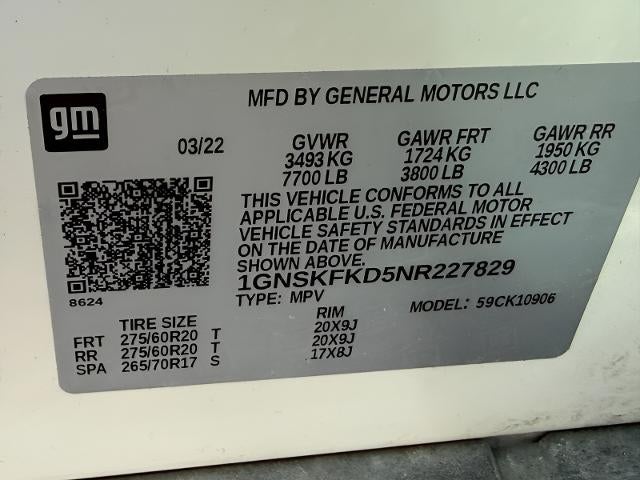 gm
MFD BY GENERAL MOTORS LLC
03/22 GVWR GAWR FRT GAWR RR
3493 KG 1724 KG 1950 KG
7700 LB 3800 LB 4300 LB
THIS VEHICLE CONFORMS TO ALL
APPLICABLE U.S. FEDERAL MOTOR
VEHICLE SAFETY STANDARDS IN EFFECT
ON THE DATE OF MANUFACTURE
SHOWN ABOVE.
8624
1GNSKFKD5NR227829
TYPE: MPV MODEL: 59CK10906
TIRE SIZE RIM
FRT 275/60R20 T 20X9J
RR 275/60R20 T 20X9J
SPA 265/70R17 S 17X8J